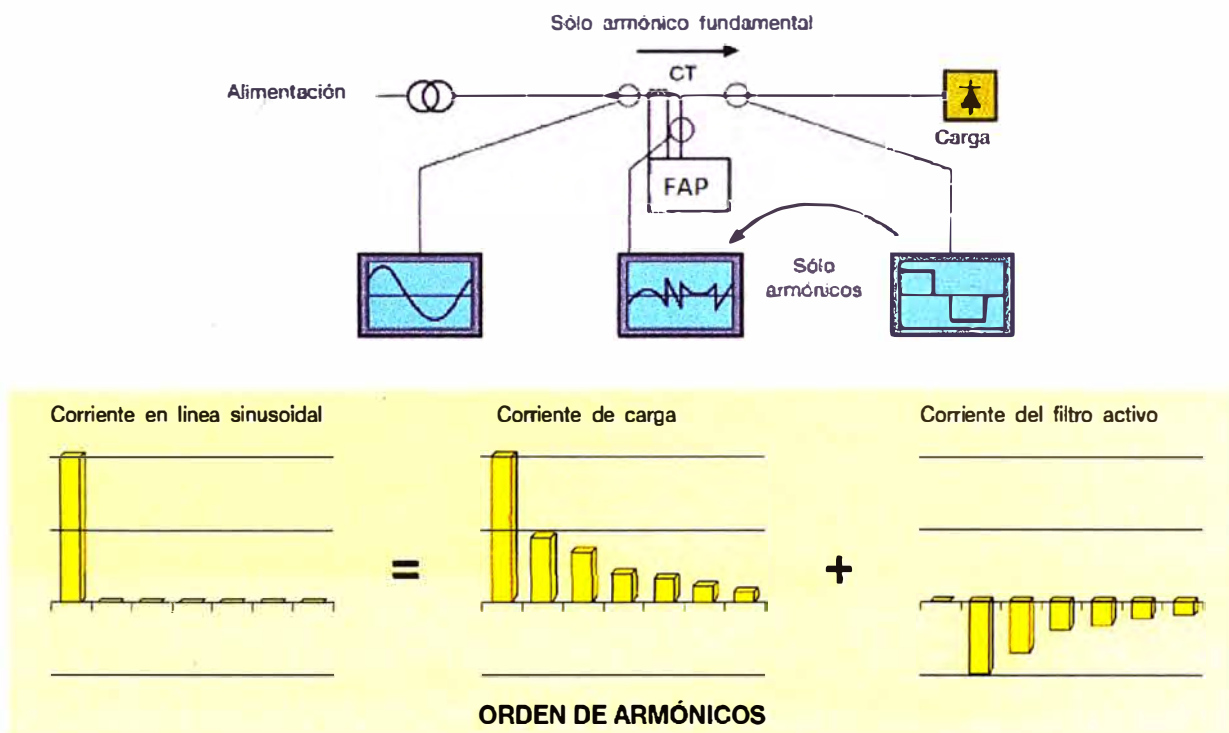 Sólo armónico fundamental
CT
Alimentación
Carga
FAP
Sólo
armónicos
Corriente en linea sinusoidal
Corriente de carga
Corriente del filtro activo
=
+
ORDEN DE ARMÓNICOS